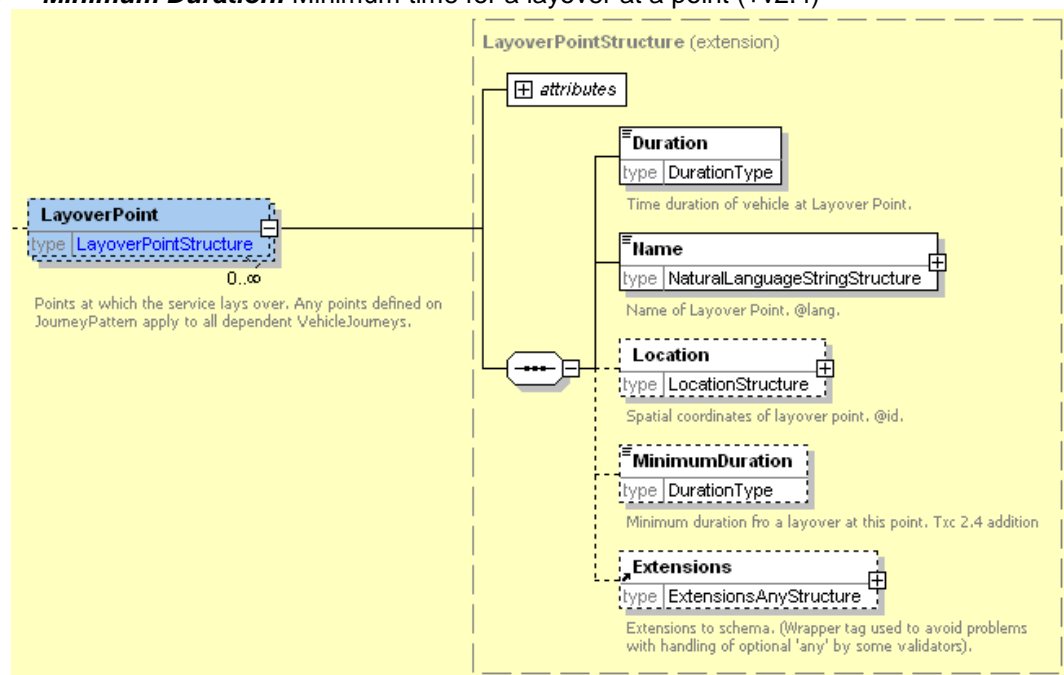 Minimum Duration: Minimum time for a layover at a point (+v2.4)
LayoverPointStructure (extension)
attributes
Duration
type DurationType
Time duration of vehicle at Layover Point.
LayoverPoint
type LayoverPointStructure
0..∞
Points at which the service lays over. Any points defined on
JourneyPattern apply to all dependent VehicleJourneys.
Name
type NaturalLanguageStringStructure
Name of Layover Point. @lang.
Location
type LocationStructure
Spatial coordinates of layover point. @id.
MinimumDuration
type DurationType
Minimum duration fro a layover at this point. Txc 2.4 addition
Extensions
type ExtensionsAnyStructure
Extensions to schema. (Wrapper tag used to avoid problems
with handling of optional 'any' by some validators).